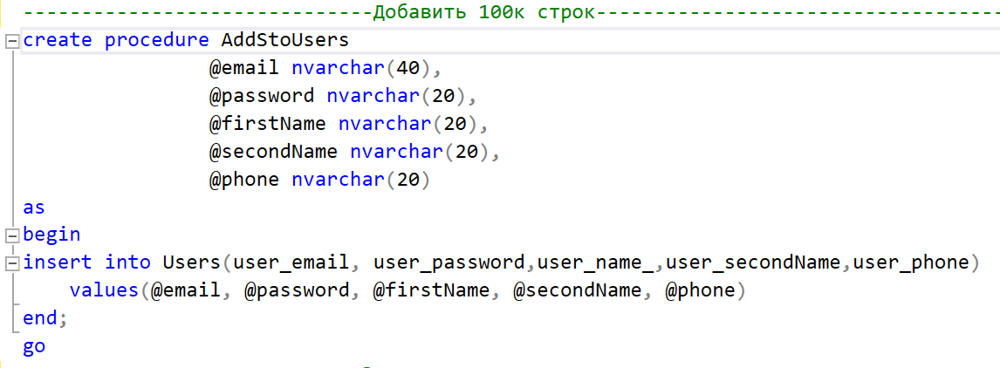 ------------------------------Добавить 100к строк-----------------------------------
create procedure AddStoUsers
@email nvarchar(40),
@password nvarchar(20),
@firstName nvarchar(20),
@secondName nvarchar(20),
@phone nvarchar(20)
as
begin
insert into Users(user_email, user_password,user_name_,user_secondName,user_phone)
values(@email, @password, @firstName, @secondName, @phone)
end;
go